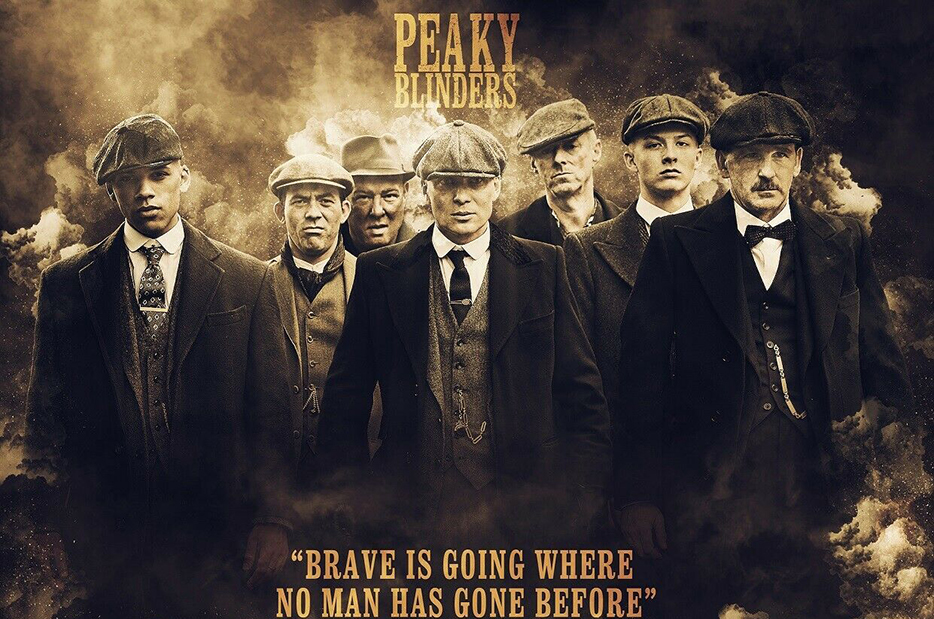 PEAKY
BLINDERS
“BRAVE IS GOING WHERE
NO MAN HAS GONE BEFORE”